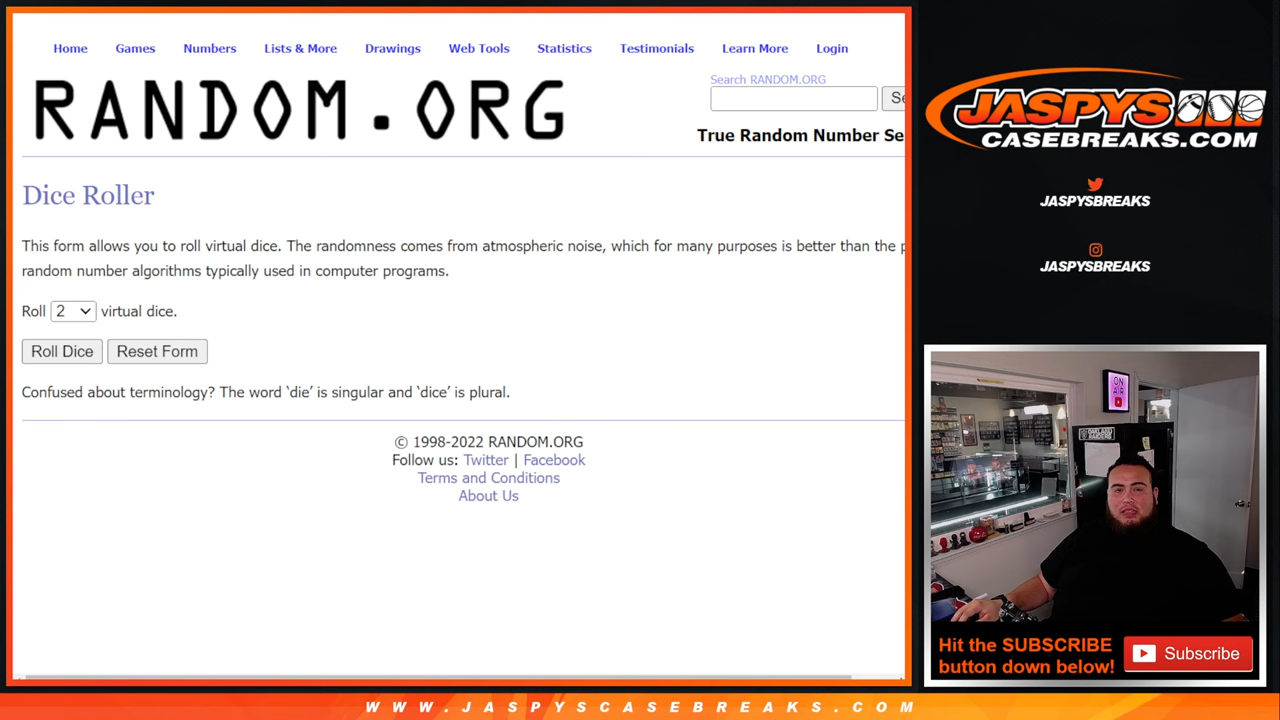 Home Games Numbers Lists & More Drawings Web Tools Statistics Testimonials Learn More Login
RANDOM.ORG
Search RANDOM.ORG
Se
True Random Number Se
Dice Roller
This form allows you to roll virtual dice. The randomness comes from atmospheric noise, which for many purposes is better than the p
random number algorithms typically used in computer programs.
Roll 2 virtual dice.
Roll Dice Reset Form
Confused about terminology? The word ‘die’ is singular and ‘dice’ is plural.
© 1998-2022 RANDOM.ORG
Follow us: Twitter | Facebook
Terms and Conditions
About Us
JASPYS
CASEBREAKS.COM
JASPYSBREAKS
JASPYSBREAKS
ON
AIR
OAKLAND
RAIDERS
Hit the SUBSCRIBE
button down below!
Subscribe
WWW.JASPYSCASEBREAKS.COM